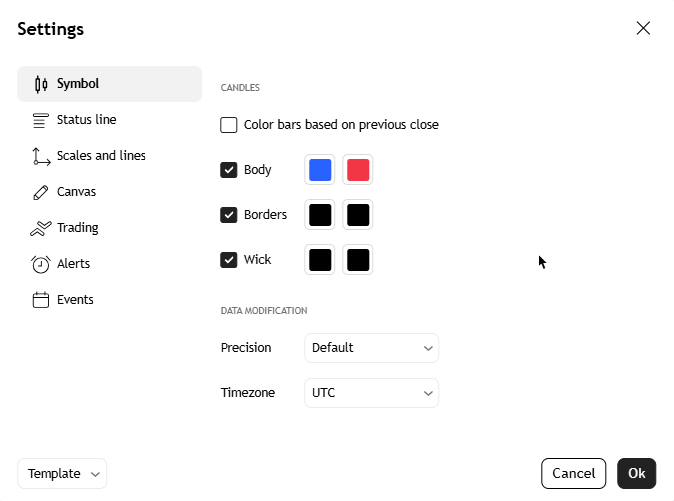 Settings
Symbol
Status line
Scales and lines
Canvas
Trading
Alerts
Events
CANDLES
Color bars based on previous close
Body
Borders
Wick
DATA MODIFICATION
Precision Default
Timezone UTC
Template
Cancel Ok